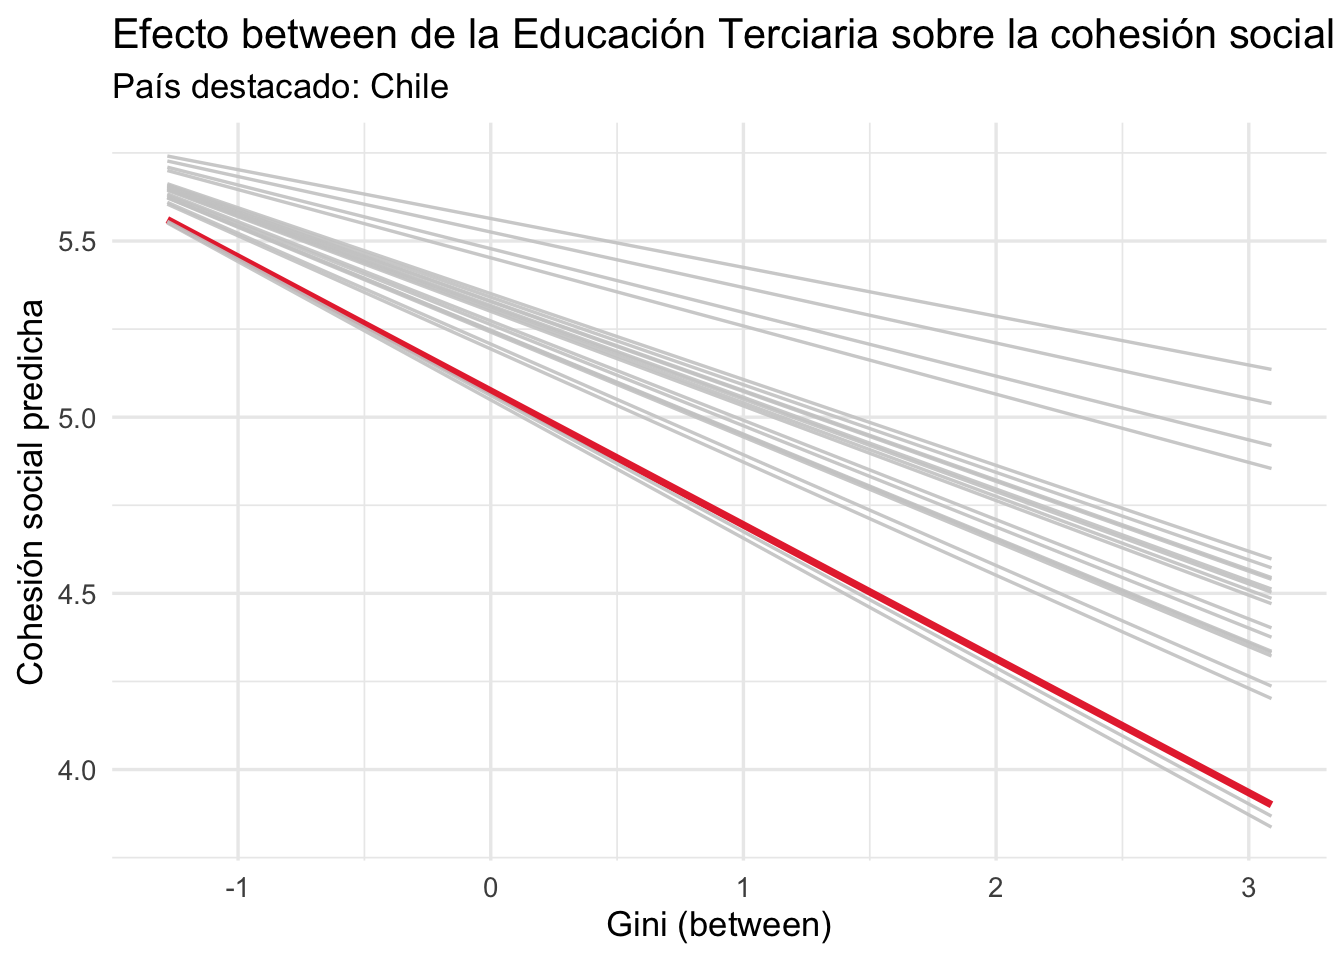 Efecto between de la Educación Terciaria sobre la cohesión social
País destacado: Chile
Cohesión social predicha
5.5
5.0
4.5
4.0
-1
0
1
2
3
Gini (between)